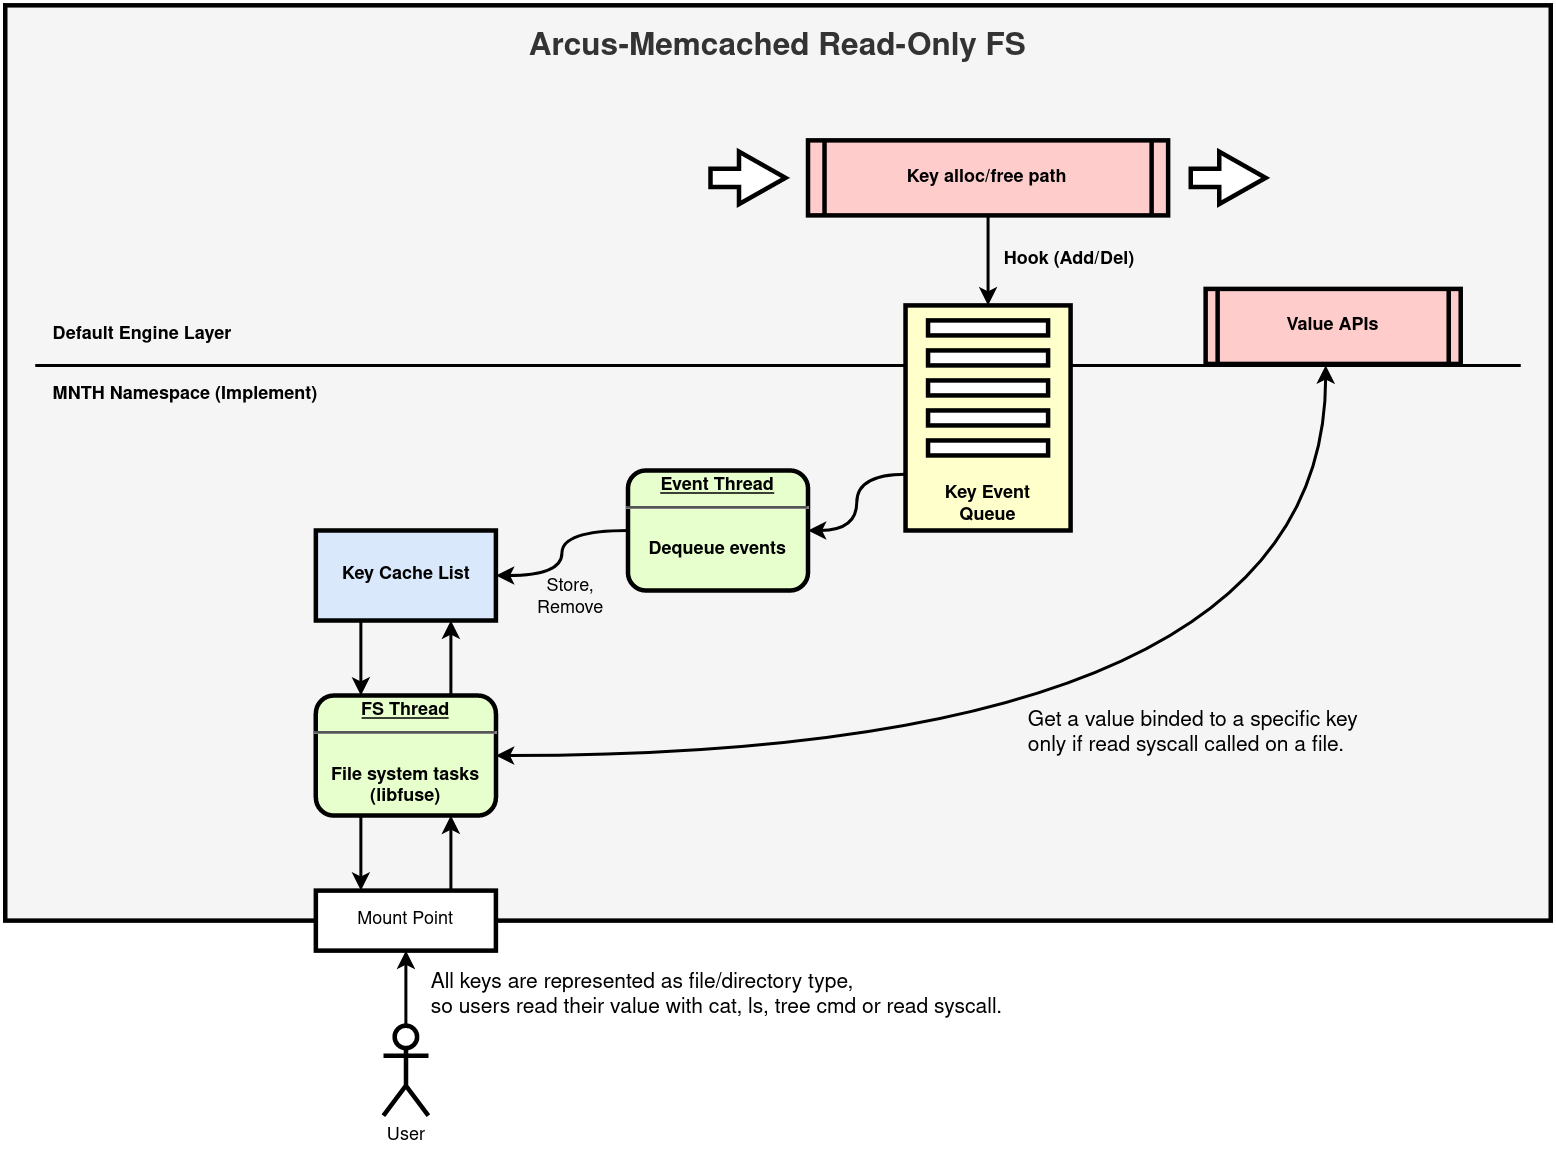 Arcus-Memcached Read-Only FS
Key alloc/free path
Hook (Add/Del)
Value APIs
Default Engine Layer
MNTH Namespace (Implement)
Key Event
Queue
Event Thread
Dequeue events
Key Cache List
Store,
Remove
FS Thread
File system tasks
(libfuse)
Get a value binded to a specific key
only if read syscall called on a file.
Mount Point
All keys are represented as file/directory type,
so users read their value with cat, ls, tree cmd or read syscall.
User